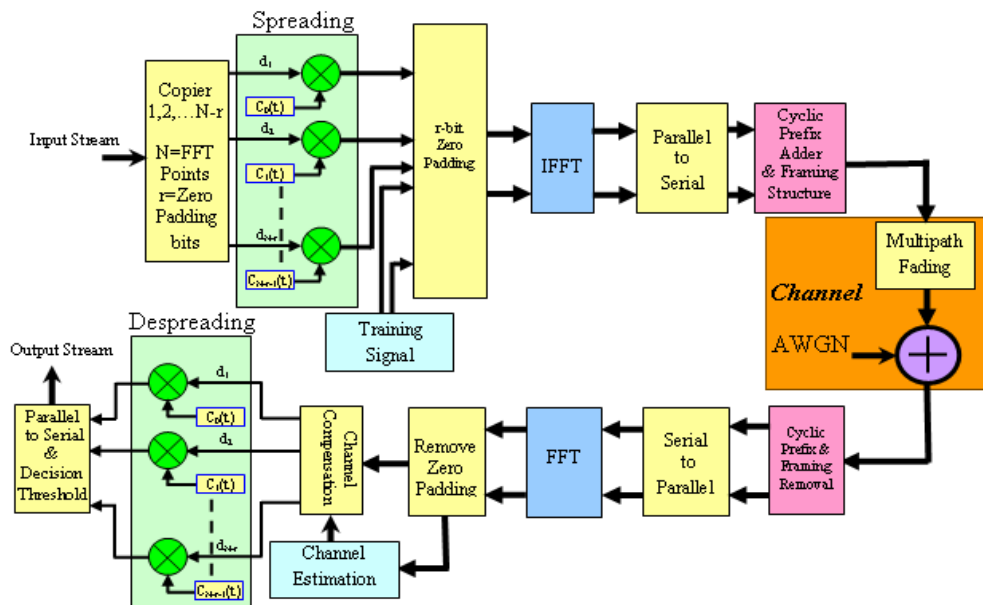 Spreading
Copier
1,2,...N-r
N=FFT
Points
r=Zero
Padding
bits
Input Stream
d₁
C₀(t)
d₂
C₁(t)
dN-r
CN-r-1(t)
r-bit
Zero
Padding
Training
Signal
IFFT
Parallel
to
Serial
Cyclic
Prefix
Adder
& Framing
Structure
Multipath
Fading
Channel
AWGN
Despreading
Output Stream
Parallel
to Serial
&
Decision
Threshold
d₁
C₀(t)
d₂
C₁(t)
dN-r
CN-r-1(t)
Channel
Compensation
Channel
Estimation
Remove
Zero
Padding
FFT
Serial
to
Parallel
Cyclic
Prefix &
Framing
Removal